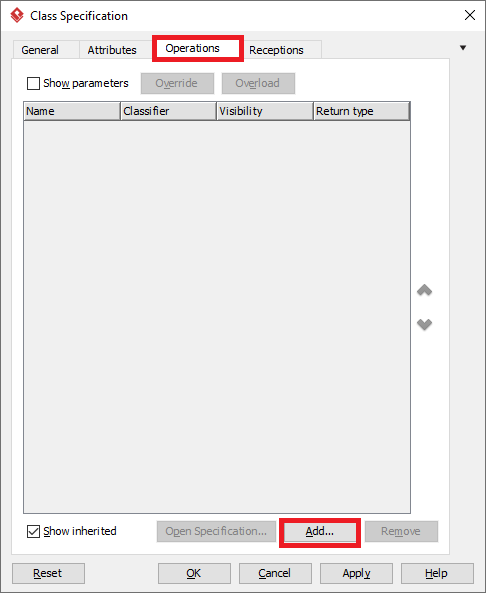 Class Specification
General Attributes Operations Receptions
Show parameters Override Overload
Name Classifier Visibility Return type
Show inherited Open Specification... Add... Remove
Reset OK Cancel Apply Help